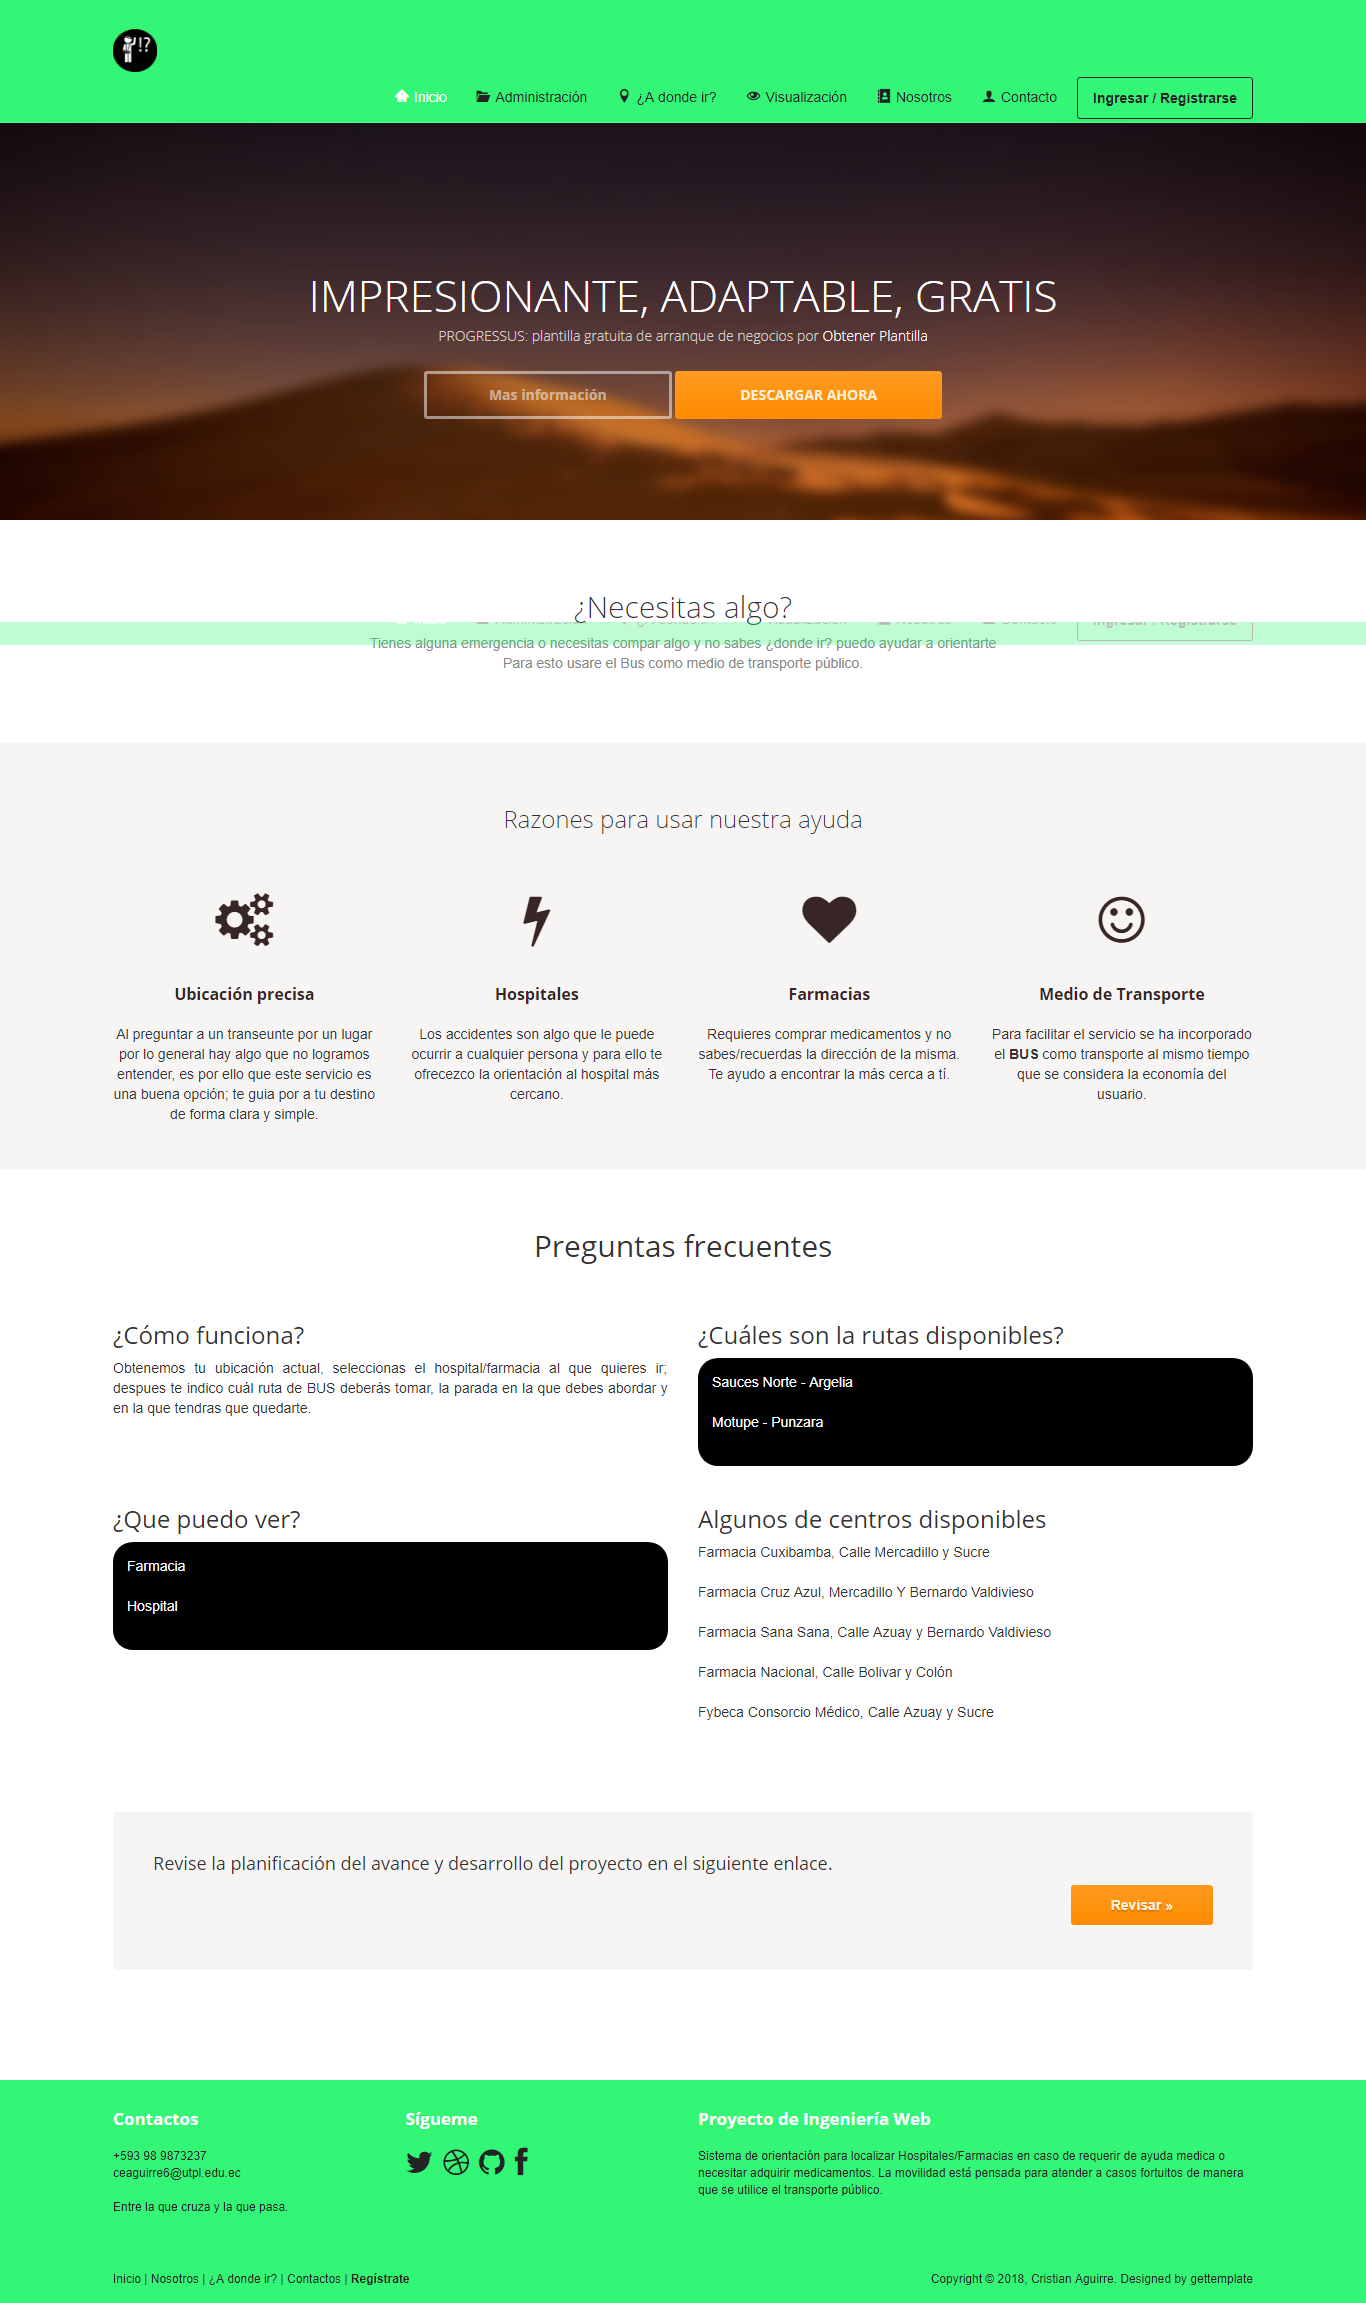 !?
Inicio Administración ¿A donde ir? Visualización Nosotros Contacto Ingresar / Registrarse
IMPRESIONANTE, ADAPTABLE, GRATIS
PROGRESSUS: plantilla gratuita de arranque de negocios por Obtener Plantilla
Mas información DESCARGAR AHORA
¿Necesitas algo?
Tienes alguna emergencia o necesitas compar algo y no sabes ¿donde ir? puedo ayudar a orientarte
Para esto usare el Bus como medio de transporte público.
Razones para usar nuestra ayuda
Ubicación precisa
Al preguntar a un transeunte por un lugar
por lo general hay algo que no logramos
entender, es por ello que este servicio es
una buena opción; te guia por a tu destino
de forma clara y simple.
Hospitales
Los accidentes son algo que le puede
ocurrir a cualquier persona y para ello te
ofrecezco la orientación al hospital más
cercano.
Farmacias
Requieres comprar medicamentos y no
sabes/recuerdas la dirección de la misma.
Te ayudo a encontrar la más cerca a tí.
Medio de Transporte
Para facilitar el servicio se ha incorporado
el BUS como transporte al mismo tiempo
que se considera la economía del
usuario.
Preguntas frecuentes
¿Cómo funciona?
Obtenemos tu ubicación actual, seleccionas el hospital/farmacia al que quieres ir;
despues te indico cuál ruta de BUS deberás tomar, la parada en la que debes abordar y
en la que tendras que quedarte.
¿Cuáles son la rutas disponibles?
Sauces Norte - Argelia
Motupe - Punzara
¿Que puedo ver?
Farmacia
Hospital
Algunos de centros disponibles
Farmacia Cuxibamba, Calle Mercadillo y Sucre
Farmacia Cruz Azul, Mercadillo Y Bernardo Valdivieso
Farmacia Sana Sana, Calle Azuay y Bernardo Valdivieso
Farmacia Nacional, Calle Bolivar y Colón
Fybeca Consorcio Médico, Calle Azuay y Sucre
Revise la planificación del avance y desarrollo del proyecto en el siguiente enlace.
Revisar »
Contactos
+593 98 9873237
ceaguirre6@utpl.edu.ec
Entre la que cruza y la que pasa.
Sígueme
Proyecto de Ingeniería Web
Sistema de orientación para localizar Hospitales/Farmacias en caso de requerir de ayuda medica o
necesitar adquirir medicamentos. La movilidad está pensada para atender a casos fortuitos de manera
que se utilice el transporte público.
Inicio | Nosotros | ¿A donde ir? | Contactos | Regístrate
Copyright © 2018, Cristian Aguirre. Designed by gettemplate